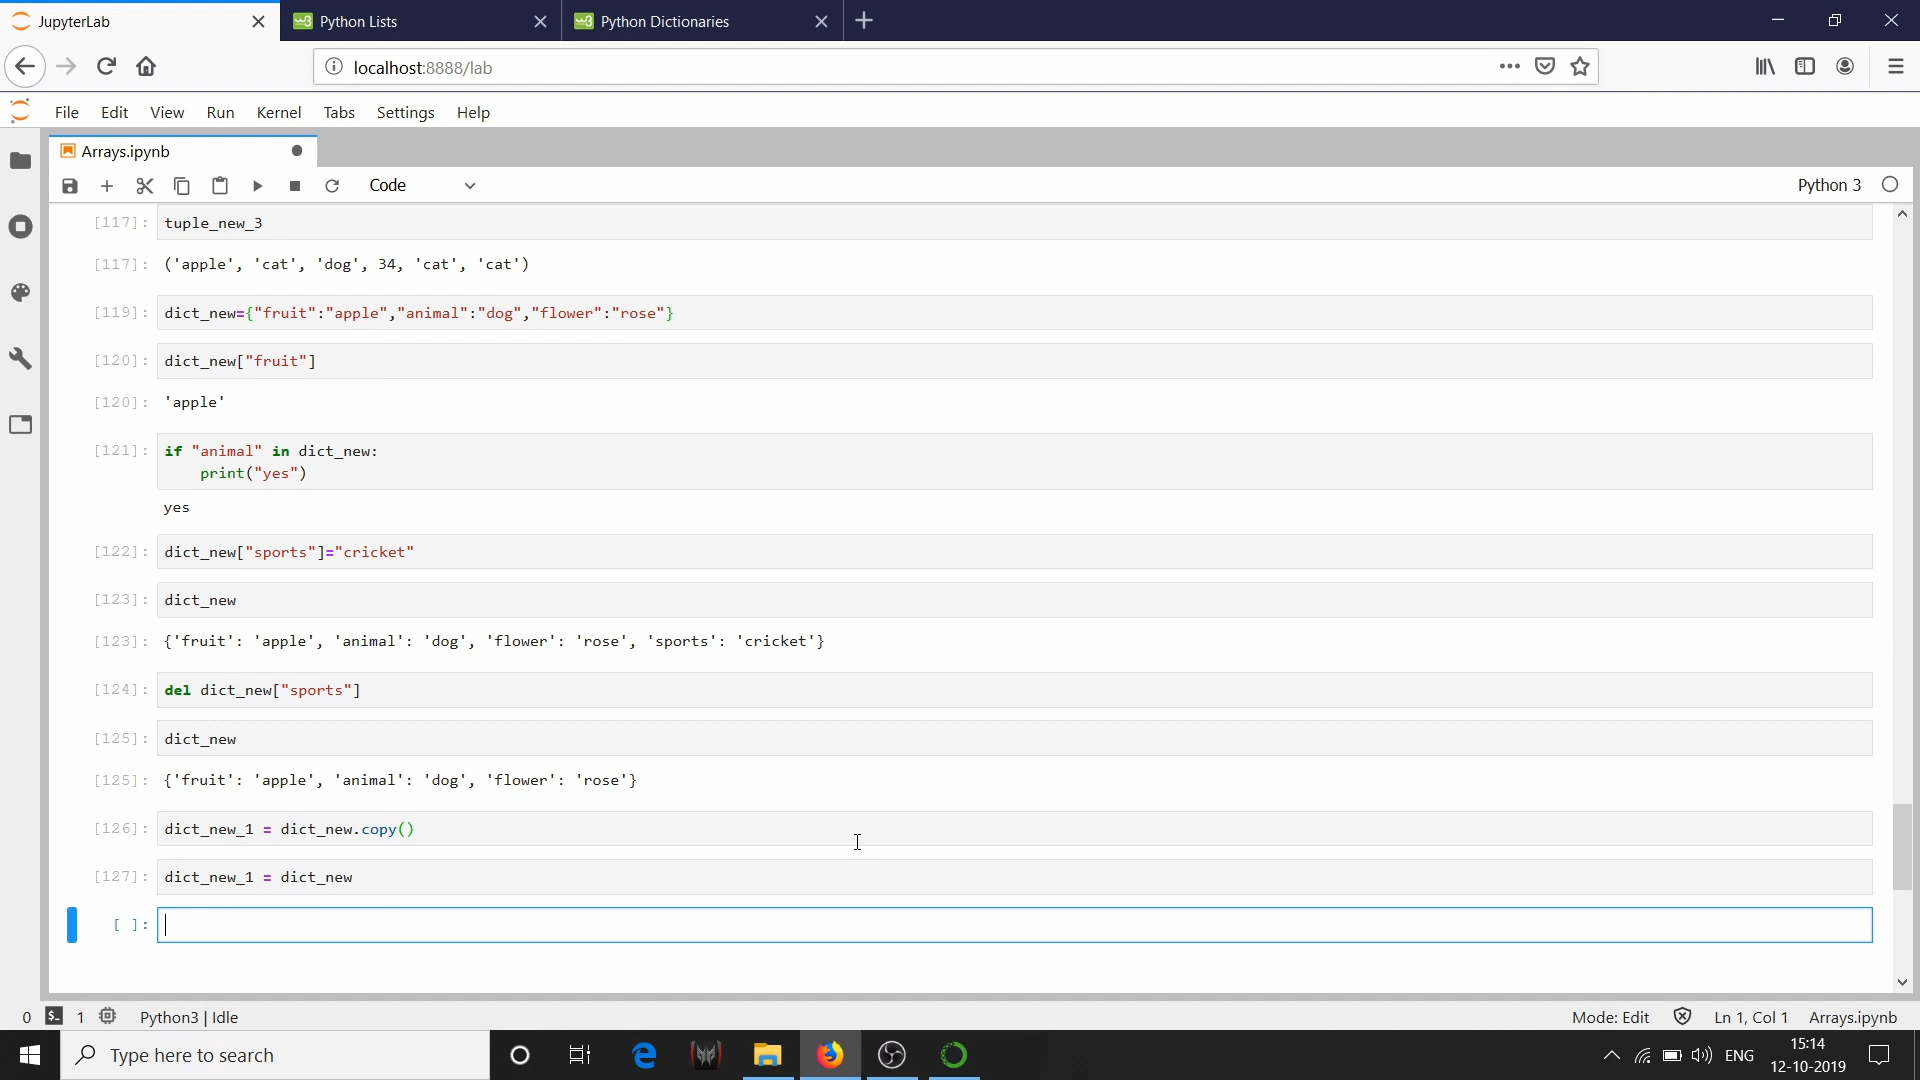 JupyterLab
Python Lists
Python Dictionaries
localhost:8888/lab
File Edit View Run Kernel Tabs Settings Help
Arrays.ipynb
Code
Python 3
[117]: tuple_new_3
[117]: ('apple', 'cat', 'dog', 34, 'cat', 'cat')
[119]: dict_new={"fruit":"apple","animal":"dog","flower":"rose"}
[120]: dict_new["fruit"]
[120]: 'apple'
[121]: if "animal" in dict_new:
print("yes")
yes
[122]: dict_new["sports"]="cricket"
[123]: dict_new
[123]: {'fruit': 'apple', 'animal': 'dog', 'flower': 'rose', 'sports': 'cricket'}
[124]: del dict_new["sports"]
[125]: dict_new
[125]: {'fruit': 'apple', 'animal': 'dog', 'flower': 'rose'}
[126]: dict_new_1 = dict_new.copy()
[127]: dict_new_1 = dict_new
[ ]:
0 $_ 1 Python3 | Idle Mode: Edit Ln 1, Col 1 Arrays.ipynb
Type here to search
ENG
15:14
12-10-2019